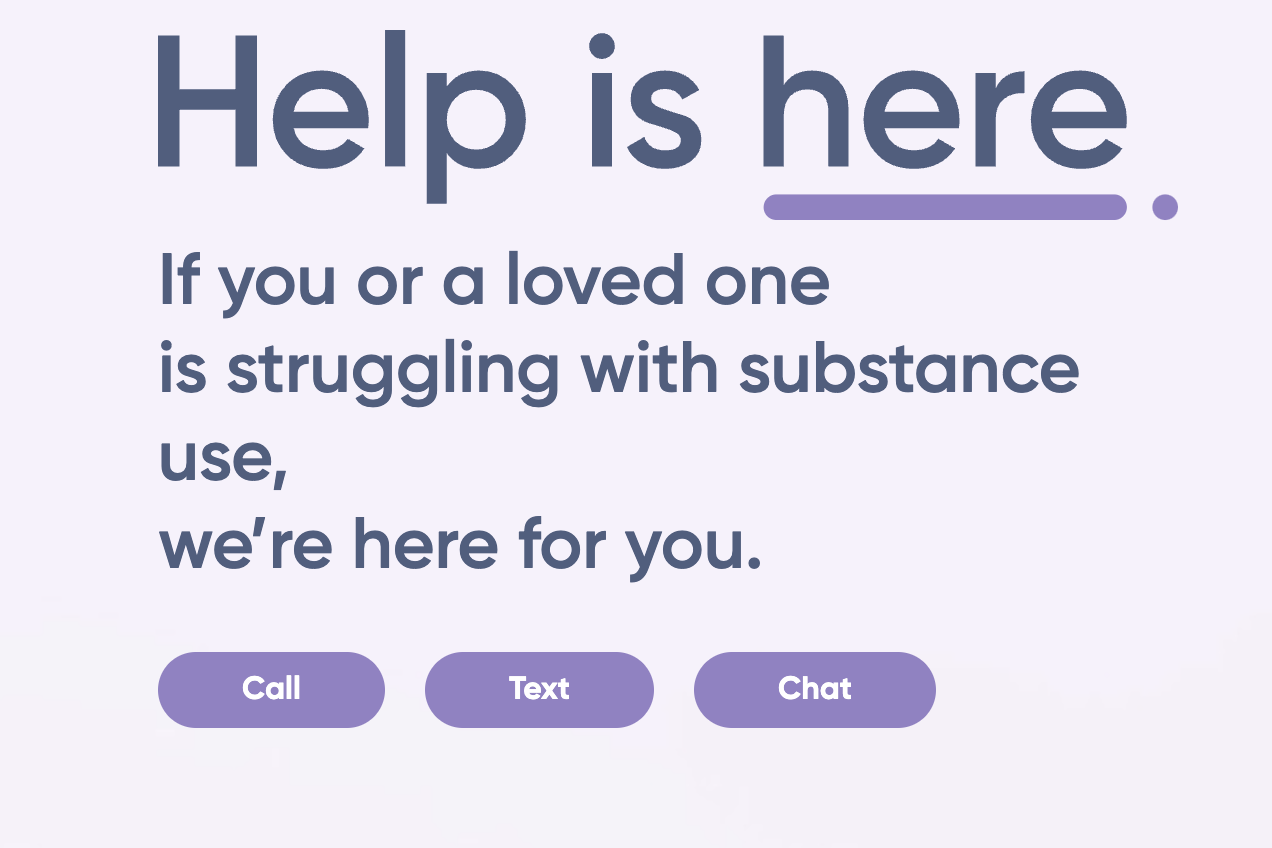 Help is here.
If you or a loved one
is struggling with substance
use,
we’re here for you.
Call Text Chat